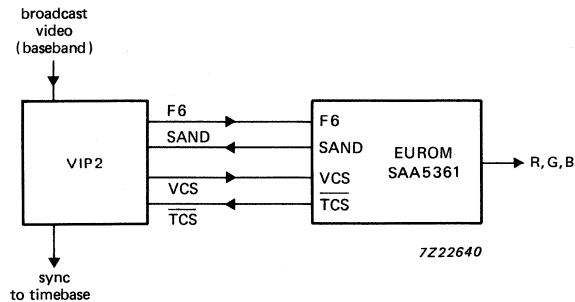 broadcast
video
(baseband)
F6
F6
SAND
SAND
VIP2
EUROM
SAA5361
R, G, B
VCS
VCS
TCS
TCS
7Z22640
sync
to timebase